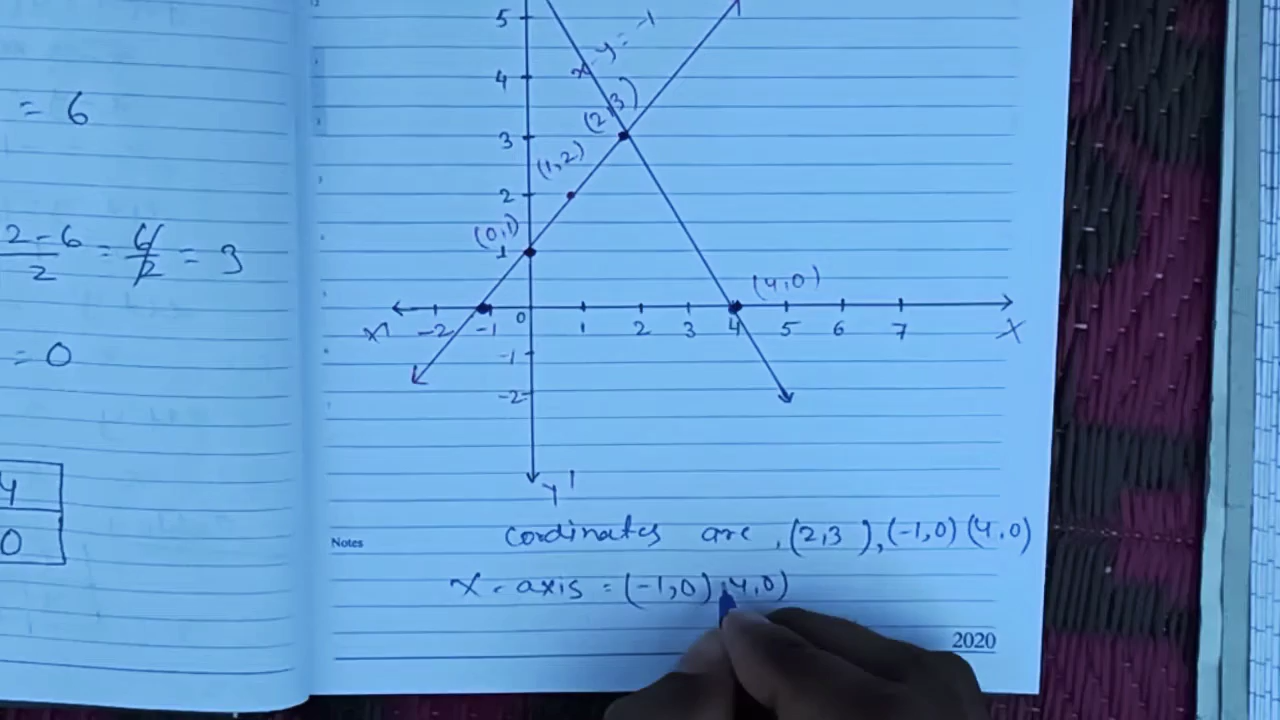 = 6
2-6/2 = 6/2 = 3
= 0
4
0
5
x-y=-1
4
(2,3)
3
(1,2)
2
(0,1)
1
(4,0)
X' -2 -1 0 1 2 3 4 5 6 7 X
-1
-2
Y'
cordinates are, (2,3), (-1,0) (4,0)
Notes
X-axis = (-1,0), 4,0)
2020